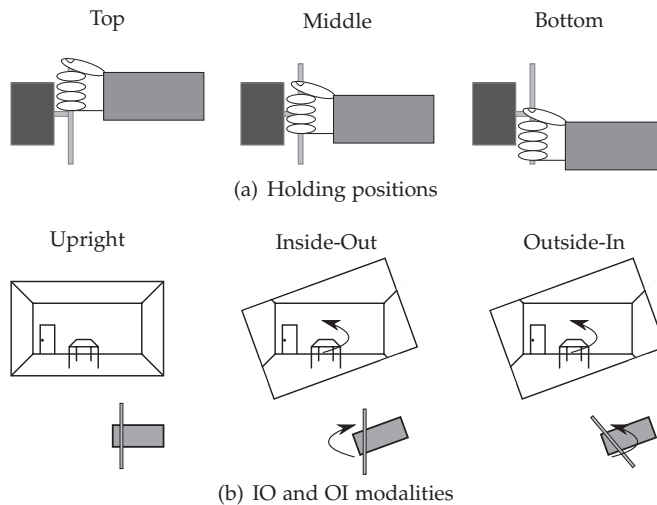 Top Middle Bottom
(a) Holding positions
Upright Inside-Out Outside-In
(b) IO and OI modalities